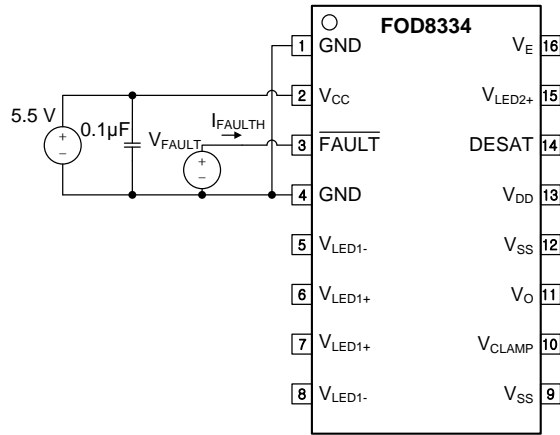 FOD8334
1 GND
2 VCC
3 FAULT
4 GND
5 VLED1-
6 VLED1+
7 VLED1+
8 VLED1-
VE 16
VLED2+ 15
DESAT 14
VDD 13
VSS 12
VO 11
VCLAMP 10
VSS 9
5.5 V
+
–
0.1µF
VFAULT
+
–
IFAULTH